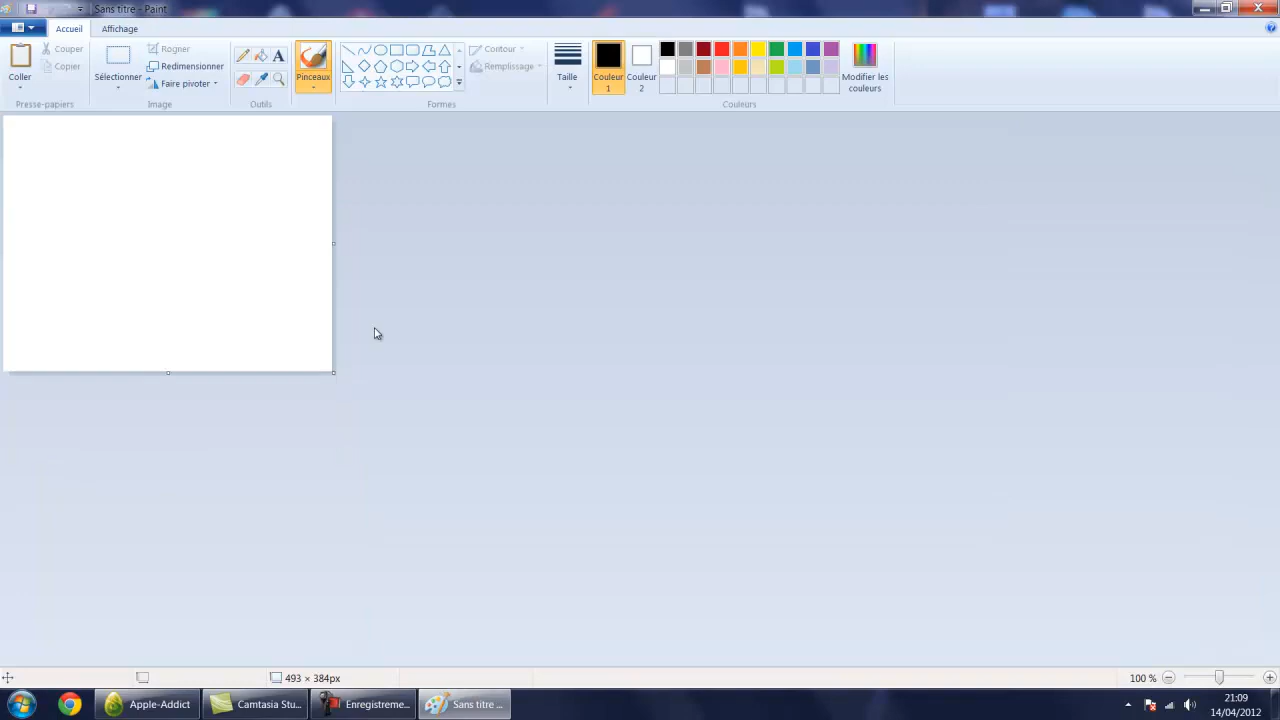 Sans titre - Paint
Accueil
Affichage
Coller
Couper
Copier
Presse-papiers
Sélectionner
Rogner
Redimensionner
Faire pivoter
Image
A
Outils
Pinceaux
Contour
Remplissage
Formes
Taille
Couleur 1
Couleur 2
Modifier les couleurs
Couleurs
493 × 384px
100 %
Apple-Addict
Camtasia Stu...
Enregistreme...
Sans titre ...
21:09
14/04/2012